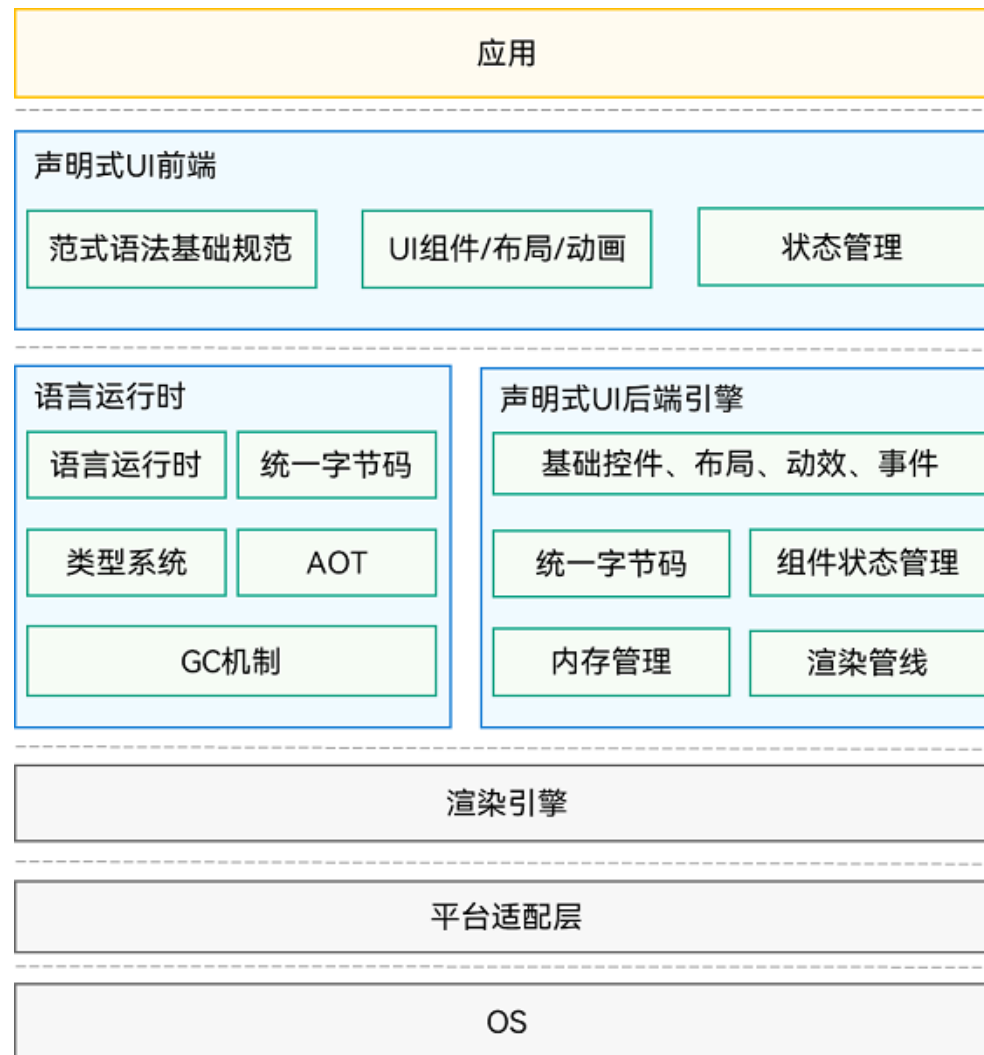 应用
声明式UI前端
范式语法基础规范
UI组件/布局/动画
状态管理
语言运行时
语言运行时
统一字节码
类型系统
AOT
GC机制
声明式UI后端引擎
基础控件、布局、动效、事件
统一字节码
组件状态管理
内存管理
渲染管线
渲染引擎
平台适配层
OS